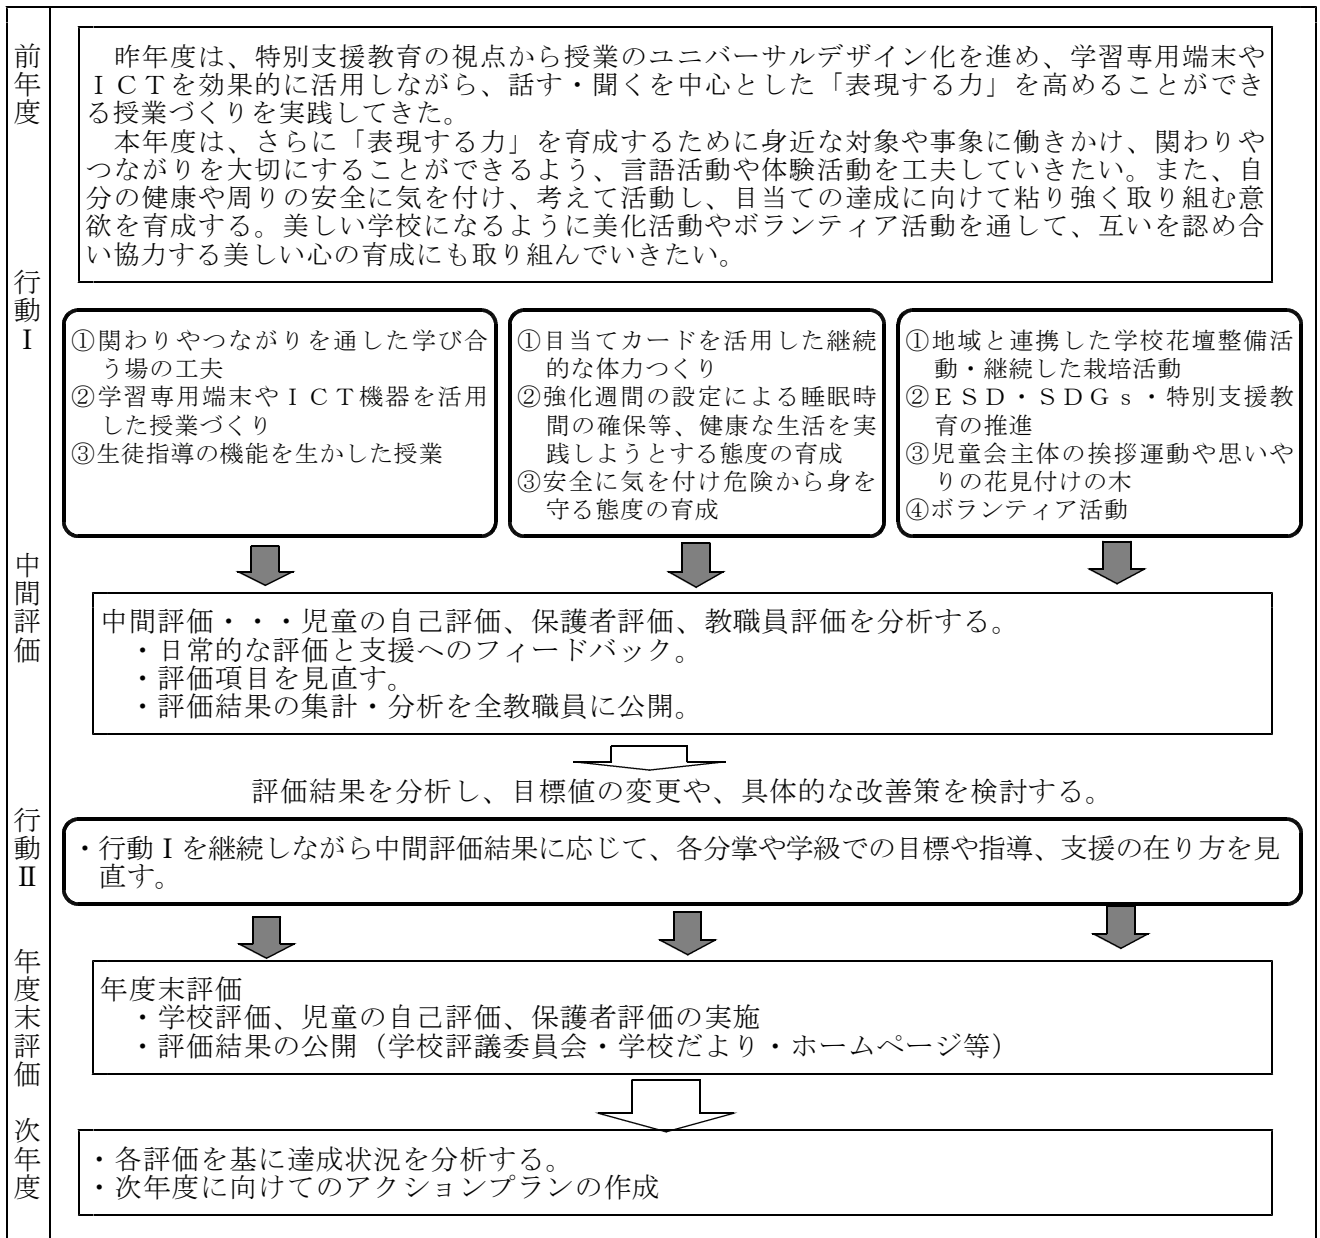 前年度
　昨年度は、特別支援教育の視点から授業のユニバーサルデザイン化を進め、学習専用端末や
ＩＣＴを効果的に活用しながら、話す・聞くを中心とした「表現する力」を高めることができ
る授業づくりを実践してきた。
　本年度は、さらに「表現する力」を育成するために身近な対象や事象に働きかけ、関わりや
つながりを大切にすることができるよう、言語活動や体験活動を工夫していきたい。また、自
分の健康や周りの安全に気を付け、考えて活動し、目当ての達成に向けて粘り強く取り組む意
欲を育成する。美しい学校になるように美化活動やボランティア活動を通して、互いを認め合
い協力する美しい心の育成にも取り組んでいきたい。
行動Ⅰ
①関わりやつながりを通した学び合
う場の工夫
②学習専用端末やＩＣＴ機器を活用
した授業づくり
③生徒指導の機能を生かした授業
①目当てカードを活用した継続
的な体力つくり
②強化週間の設定による睡眠時
間の確保等、健康な生活を実
践しようとする態度の育成
③安全に気を付け危険から身を
守る態度の育成
①地域と連携した学校花壇整備活
動・継続した栽培活動
②ＥＳＤ・ＳＤＧｓ・特別支援教
育の推進
③児童会主体の挨拶運動や思いや
りの花見付けの木
④ボランティア活動
中間評価
中間評価・・・児童の自己評価、保護者評価、教職員評価を分析する。
・日常的な評価と支援へのフィードバック。
・評価項目を見直す。
・評価結果の集計・分析を全教職員に公開。
評価結果を分析し、目標値の変更や、具体的な改善策を検討する。
行動Ⅱ
・行動Ⅰを継続しながら中間評価結果に応じて、各分掌や学級での目標や指導、支援の在り方を見
直す。
年度末評価
年度末評価
・学校評価、児童の自己評価、保護者評価の実施
・評価結果の公開（学校評議委員会・学校だより・ホームページ等）
次年度
・各評価を基に達成状況を分析する。
・次年度に向けてのアクションプランの作成